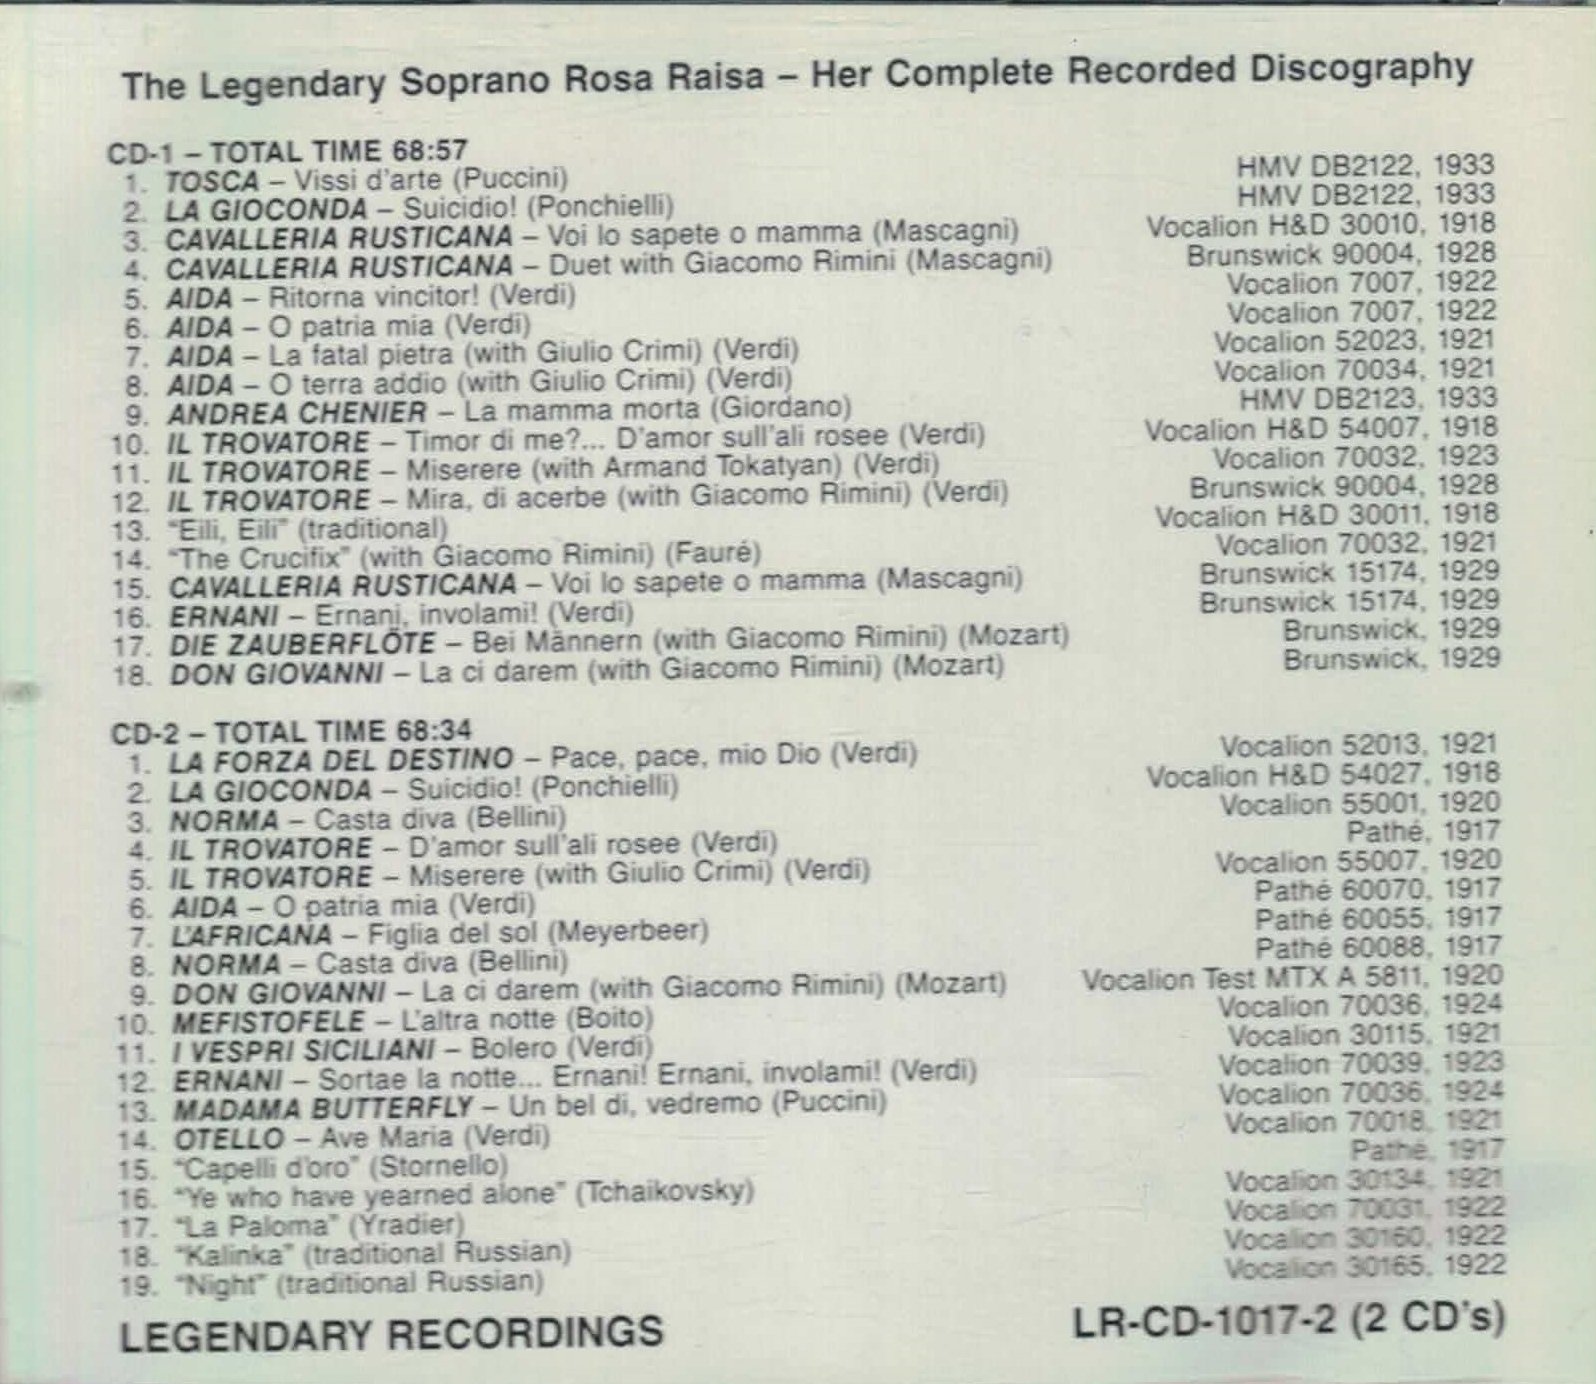 The Legendary Soprano Rosa Raisa – Her Complete Recorded Discography
CD-1 – TOTAL TIME 68:57
1. TOSCA – Vissi d'arte (Puccini) HMV DB2122, 1933
2. LA GIOCONDA – Suicidio! (Ponchielli) HMV DB2122, 1933
3. CAVALLERIA RUSTICANA – Voi lo sapete o mamma (Mascagni) Vocalion H&D 30010, 1918
4. CAVALLERIA RUSTICANA – Duet with Giacomo Rimini (Mascagni) Brunswick 90004, 1928
5. AIDA – Ritorna vincitor! (Verdi) Vocalion 7007, 1922
6. AIDA – O patria mia (Verdi) Vocalion 7007, 1922
7. AIDA – La fatal pietra (with Giulio Crimi) (Verdi) Vocalion 52023, 1921
8. AIDA – O terra addio (with Giulio Crimi) (Verdi) Vocalion 70034, 1921
9. ANDREA CHENIER – La mamma morta (Giordano) HMV DB2123, 1933
10. IL TROVATORE – Timor di me?... D'amor sull'ali rosee (Verdi) Vocalion H&D 54007, 1918
11. IL TROVATORE – Miserere (with Armand Tokatyan) (Verdi) Vocalion 70032, 1923
12. IL TROVATORE – Mira, di acerbe (with Giacomo Rimini) (Verdi) Brunswick 90004, 1928
13. “Eili, Eili” (traditional) Vocalion H&D 30011, 1918
14. “The Crucifix” (with Giacomo Rimini) (Fauré) Vocalion 70032, 1921
15. CAVALLERIA RUSTICANA – Voi lo sapete o mamma (Mascagni) Brunswick 15174, 1929
16. ERNANI – Ernani, involami! (Verdi) Brunswick 15174, 1929
17. DIE ZAUBERFLÖTE – Bei Männern (with Giacomo Rimini) (Mozart) Brunswick, 1929
18. DON GIOVANNI – La ci darem (with Giacomo Rimini) (Mozart) Brunswick, 1929
CD-2 – TOTAL TIME 68:34
1. LA FORZA DEL DESTINO – Pace, pace, mio Dio (Verdi) Vocalion 52013, 1921
2. LA GIOCONDA – Suicidio! (Ponchielli) Vocalion H&D 54027, 1918
3. NORMA – Casta diva (Bellini) Vocalion 55001, 1920
4. IL TROVATORE – D'amor sull'ali rosee (Verdi) Pathé, 1917
5. IL TROVATORE – Miserere (with Giulio Crimi) (Verdi) Vocalion 55007, 1920
6. AIDA – O patria mia (Verdi) Pathé 60070, 1917
7. L'AFRICANA – Figlia del sol (Meyerbeer) Pathé 60055, 1917
8. NORMA – Casta diva (Bellini) Pathé 60088, 1917
9. DON GIOVANNI – La ci darem (with Giacomo Rimini) (Mozart) Vocalion Test MTX A 5811, 1920
10. MEFISTOFELE – L'altra notte (Boito) Vocalion 70036, 1924
11. I VESPRI SICILIANI – Bolero (Verdi) Vocalion 30115, 1921
12. ERNANI – Sortae la notte... Ernani! Ernani, involami! (Verdi) Vocalion 70039, 1923
13. MADAMA BUTTERFLY – Un bel di, vedremo (Puccini) Vocalion 70036, 1924
14. OTELLO – Ave Maria (Verdi) Vocalion 70018, 1921
15. “Capelli d'oro” (Stornello) Pathé, 1917
16. “Ye who have yearned alone” (Tchaikovsky) Vocalion 30134, 1921
17. “La Paloma” (Yradier) Vocalion 70031, 1922
18. “Kalinka” (traditional Russian) Vocalion 30160, 1922
19. “Night” (traditional Russian) Vocalion 30165, 1922
LEGENDARY RECORDINGS LR-CD-1017-2 (2 CD's)